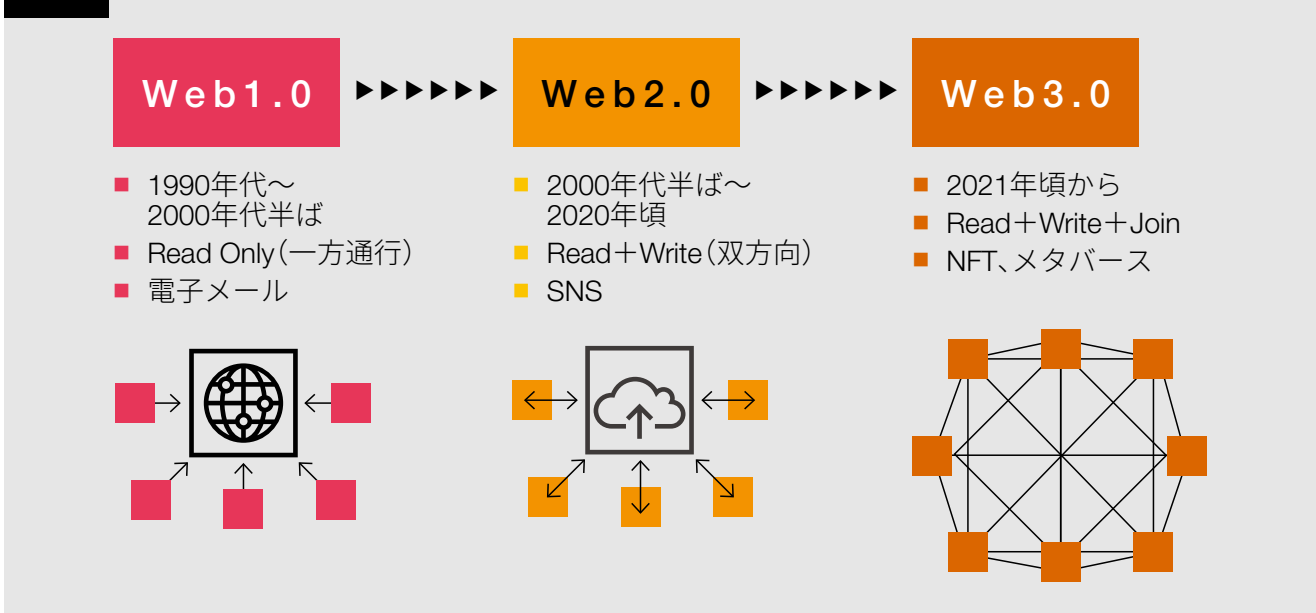 Web1.0
1990年代〜
2000年代半ば
Read Only(一方通行)
電子メール
Web2.0
2000年代半ば〜
2020年頃
Read+Write(双方向)
SNS
Web3.0
2021年頃から
Read+Write+Join
NFT、メタバース